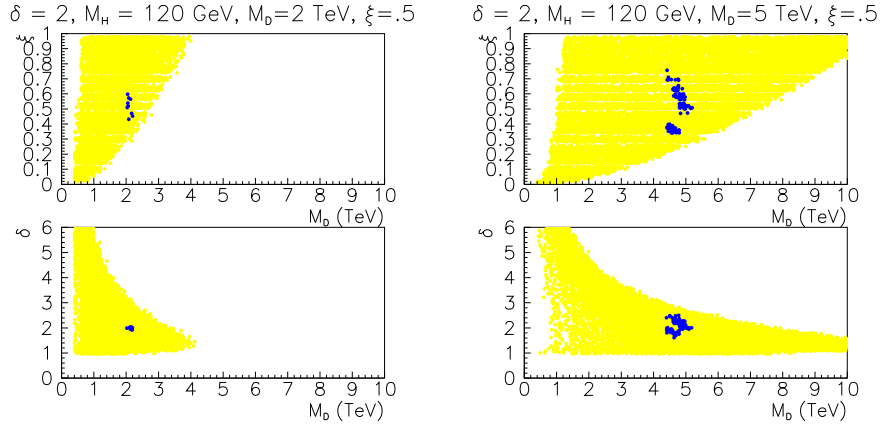 δ = 2, M_H = 120 GeV, M_D=2 TeV, ξ=.5
ξ
1
0.9
0.8
0.7
0.6
0.5
0.4
0.3
0.2
0.1
0
0 1 2 3 4 5 6 7 8 9 10
M_D (TeV)
δ
6
5
4
3
2
1
0
0 1 2 3 4 5 6 7 8 9 10
M_D (TeV)
δ = 2, M_H = 120 GeV, M_D=5 TeV, ξ=.5
ξ
1
0.9
0.8
0.7
0.6
0.5
0.4
0.3
0.2
0.1
0
0 1 2 3 4 5 6 7 8 9 10
M_D (TeV)
δ
6
5
4
3
2
1
0
0 1 2 3 4 5 6 7 8 9 10
M_D (TeV)